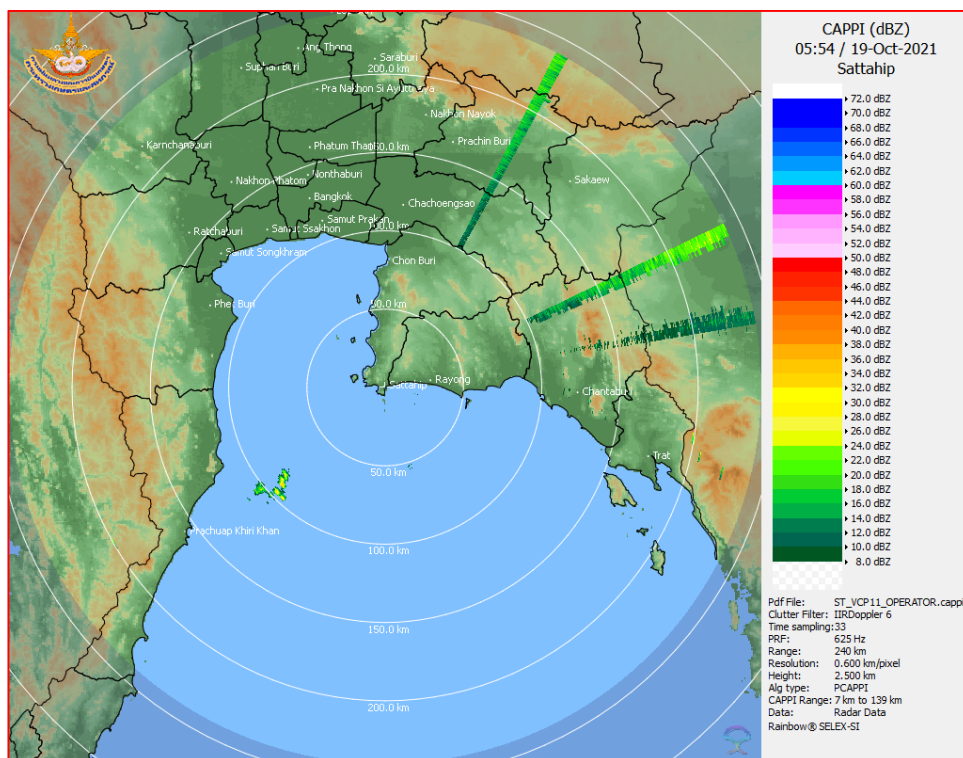 CAPPI (dBZ)
05:54 / 19-Oct-2021
Sattahip
72.0 dBZ
70.0 dBZ
68.0 dBZ
66.0 dBZ
64.0 dBZ
62.0 dBZ
60.0 dBZ
58.0 dBZ
56.0 dBZ
54.0 dBZ
52.0 dBZ
50.0 dBZ
48.0 dBZ
46.0 dBZ
44.0 dBZ
42.0 dBZ
40.0 dBZ
38.0 dBZ
36.0 dBZ
34.0 dBZ
32.0 dBZ
30.0 dBZ
28.0 dBZ
26.0 dBZ
24.0 dBZ
22.0 dBZ
20.0 dBZ
18.0 dBZ
16.0 dBZ
14.0 dBZ
12.0 dBZ
10.0 dBZ
8.0 dBZ
Pdf File: ST_VCP11_OPERATOR.cappi
Clutter Filter: IIRDoppler 6
Time sampling:33
PRF: 625 Hz
Range: 240 km
Resolution: 0.600 km/pixel
Height: 2.500 km
Alg type: PCAPPI
CAPPI Range: 7 km to 139 km
Data: Radar Data
Rainbow® SELEX-SI
Ang Thong
Saraburi
Suphan Buri
200.0 km
Pra Nakhon Si Ayuttaya
Nakhon Nayok
Karnchanaburi
Phatum Thani
Prachin Buri
Nonthaburi
Nakhon Phatom
Sakaew
Bangkok
Chachoengsao
Samut Prakan
Ratchaburi
Samut Ssakhon
100.0 km
Samut Songkhram
Chon Buri
Phet Buri
50.0 km
Sattahip
Rayong
Chantaburi
Trat
50.0 km
Prachuap Khiri Khan
100.0 km
150.0 km
200.0 km